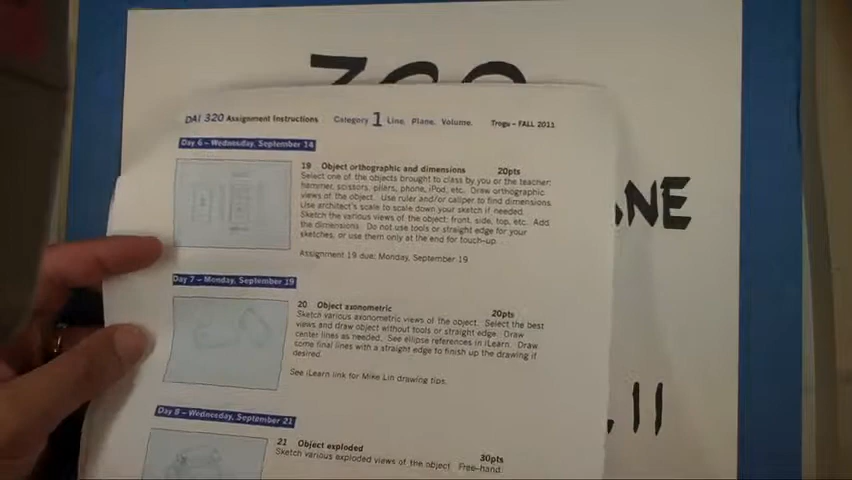 320
DAI 320 Assignment Instructions Category 1 Line. Plane. Volume. Trogu – FALL 2011
Day 6 – Wednesday, September 14
19 Object orthographic and dimensions 20pts
Select one of the objects brought to class by you or the teacher:
hammer, scissors, pliars, phone, iPod, etc. Draw orthographic
views of the object. Use ruler and/or caliper to find dimensions.
Use architect's scale to scale down your sketch if needed.
Sketch the various views of the object: front, side, top, etc. Add
the dimensions. Do not use tools or straight edge for your
sketches, or use them only at the end for touch-up.
Assignment 19 due: Monday, September 19
ANE
Day 7 – Monday, September 19
20 Object axonometric 20pts
Sketch various axonometric views of the object. Select the best
views and draw object without tools or straight edge. Draw
center lines as needed. See ellipse references in iLearn. Draw
some final lines with a straight edge to finish up the drawing if
desired.
See iLearn link for Mike Lin drawing tips.
.11
Day 8 – Wednesday, September 21
21 Object exploded 30pts
Sketch various exploded views of the object Free-hand